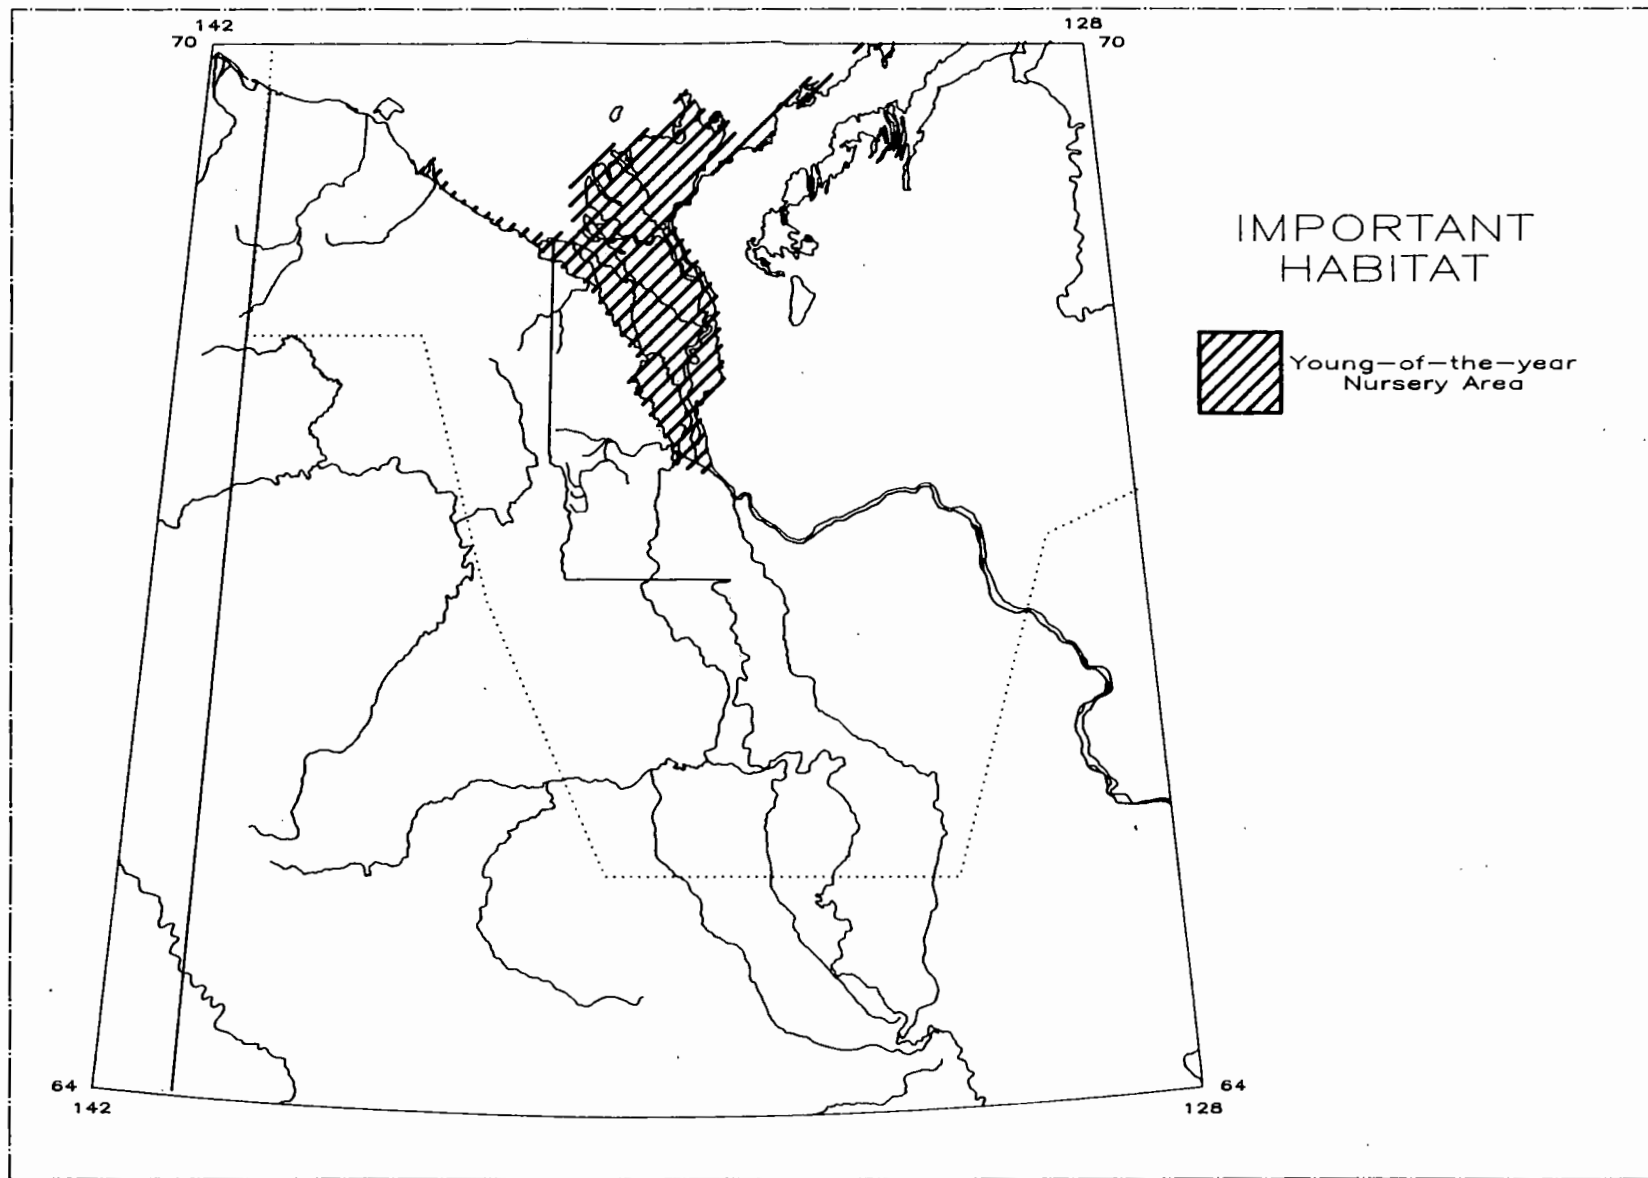 142
128
70
70
IMPORTANT
HABITAT
Young-of-the-year
Nursery Area
64
64
142
128